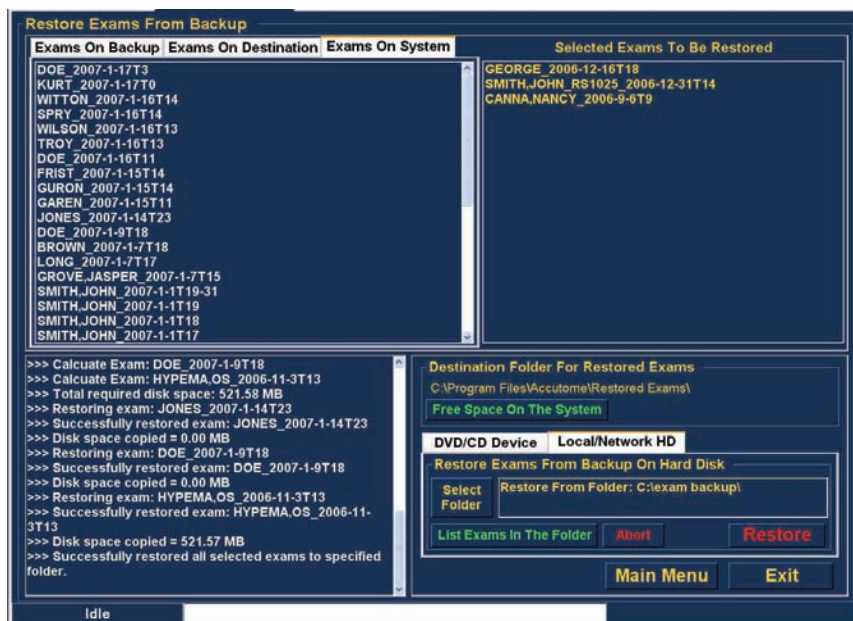 Restore Exams From Backup
Exams On Backup Exams On Destination Exams On System
DOE_2007-1-17T3
KURT_2007-1-17T0
WITTON_2007-1-16T14
SPRY_2007-1-16T14
WILSON_2007-1-16T13
TROY_2007-1-16T13
DOE_2007-1-16T11
FRIST_2007-1-15T14
GURON_2007-1-15T14
GAREN_2007-1-15T11
JONES_2007-1-14T23
DOE_2007-1-9T18
BROWN_2007-1-7T18
LONG_2007-1-7T17
GROVE,JASPER_2007-1-7T15
SMITH,JOHN_2007-1-1T19-31
SMITH,JOHN_2007-1-1T19
SMITH,JOHN_2007-1-1T18
SMITH,JOHN_2007-1-1T17
Selected Exams To Be Restored
GEORGE_2006-12-16T18
SMITH,JOHN_RS1025_2006-12-31T14
CANNA,NANCY_2006-9-6T9
>>> Calcuate Exam: DOE_2007-1-9T18
>>> Calcuate Exam: HYPEMA,OS_2006-11-3T13
>>> Total required disk space: 521.58 MB
>>> Restoring exam: JONES_2007-1-14T23
>>> Successfully restored exam: JONES_2007-1-14T23
>>> Disk space copied = 0.00 MB
>>> Restoring exam: DOE_2007-1-9T18
>>> Successfully restored exam: DOE_2007-1-9T18
>>> Disk space copied = 0.00 MB
>>> Restoring exam: HYPEMA,OS_2006-11-3T13
>>> Successfully restored exam: HYPEMA,OS_2006-11-
3T13
>>> Disk space copied = 521.57 MB
>>> Successfully restored all selected exams to specified
folder.
Destination Folder For Restored Exams
C:\Program Files\Accutome\Restored Exams\
Free Space On The System
DVD/CD Device Local/Network HD
Restore Exams From Backup On Hard Disk
Select
Folder
Restore From Folder: C:\exam backup\
List Exams In The Folder Abort Restore
Main Menu Exit
Idle